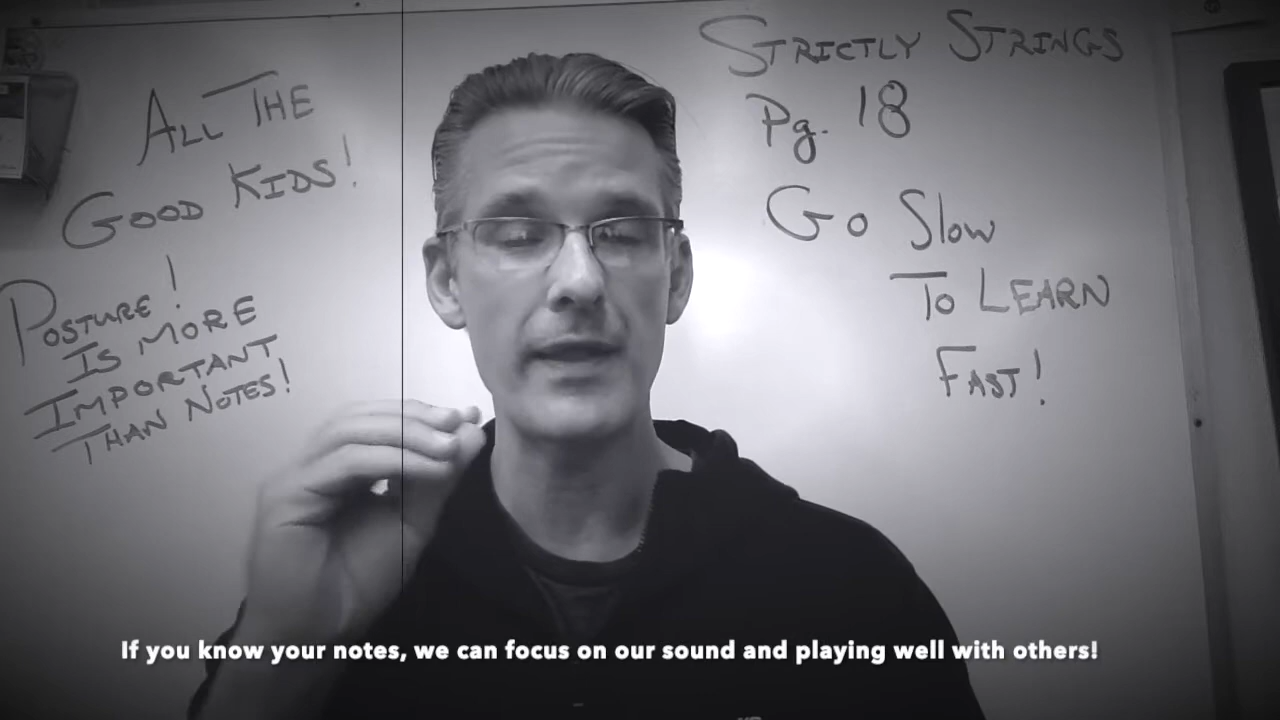 ALL THE
GOOD KIDS!
POSTURE!
IS MORE
IMPORTANT
THAN NOTES!
STRICTLY STRINGS
Pg. 18
Go Slow
To LEARN
FAST!
If you know your notes, we can focus on our sound and playing well with others!